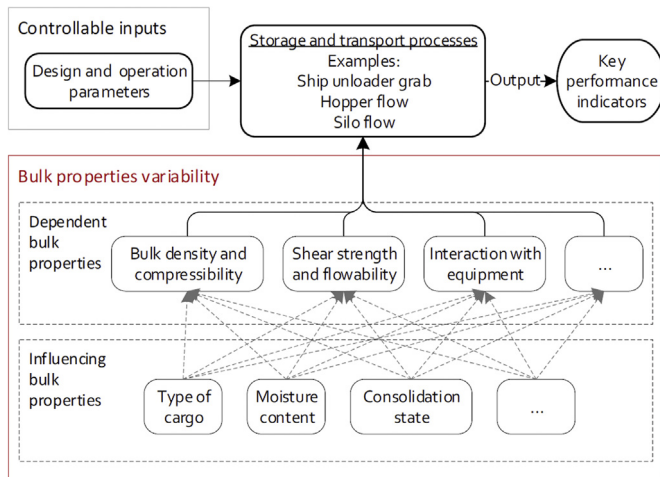 Controllable inputs
Design and operation
parameters
Storage and transport processes
Examples:
Ship unloader grab
Hopper flow
Silo flow
Output
Key
performance
indicators
Bulk properties variability
Dependent
bulk
properties
Bulk density and
compressibility
Shear strength
and flowability
Interaction with
equipment
...
Influencing
bulk
properties
Type of
cargo
Moisture
content
Consolidation
state
...